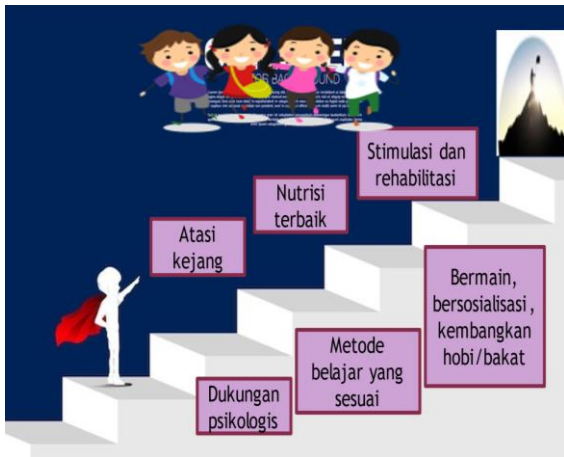 Stimulasi dan
rehabilitasi
Nutrisi
terbaik
Atasi
kejang
Bermain,
bersosialisasi,
kembangkan
hobi/bakat
Metode
belajar yang
sesuai
Dukungan
psikologis